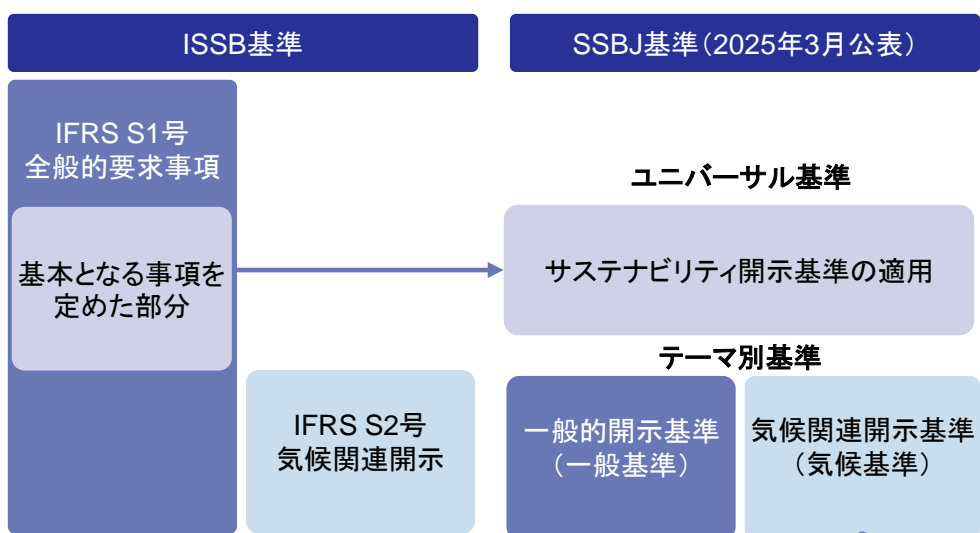 ISSB基準
SSBJ基準（2025年3月公表）
IFRS S1号
全般的要求事項
基本となる事項を
定めた部分
IFRS S2号
気候関連開示
ユニバーサル基準
サステナビリティ開示基準の適用
テーマ別基準
一般的開示基準
（一般基準）
気候関連開示基準
（気候基準）